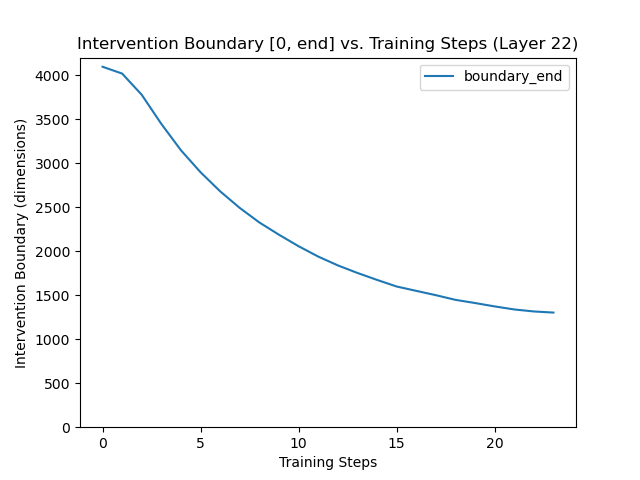 Intervention Boundary [0, end] vs. Training Steps (Layer 22)
boundary_end
Intervention Boundary (dimensions)
4000
3500
3000
2500
2000
1500
1000
500
0
0 5 10 15 20
Training Steps